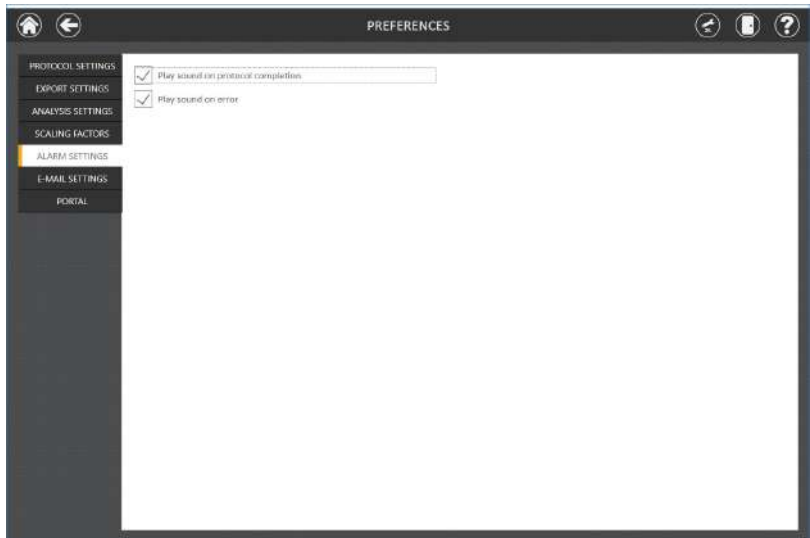 PREFERENCES
?
PROTOCOL SETTINGS
EXPORT SETTINGS
ANALYSIS SETTINGS
SCALING FACTORS
ALARM SETTINGS
E-MAIL SETTINGS
PORTAL
Play sound on protocol completion
Play sound on error